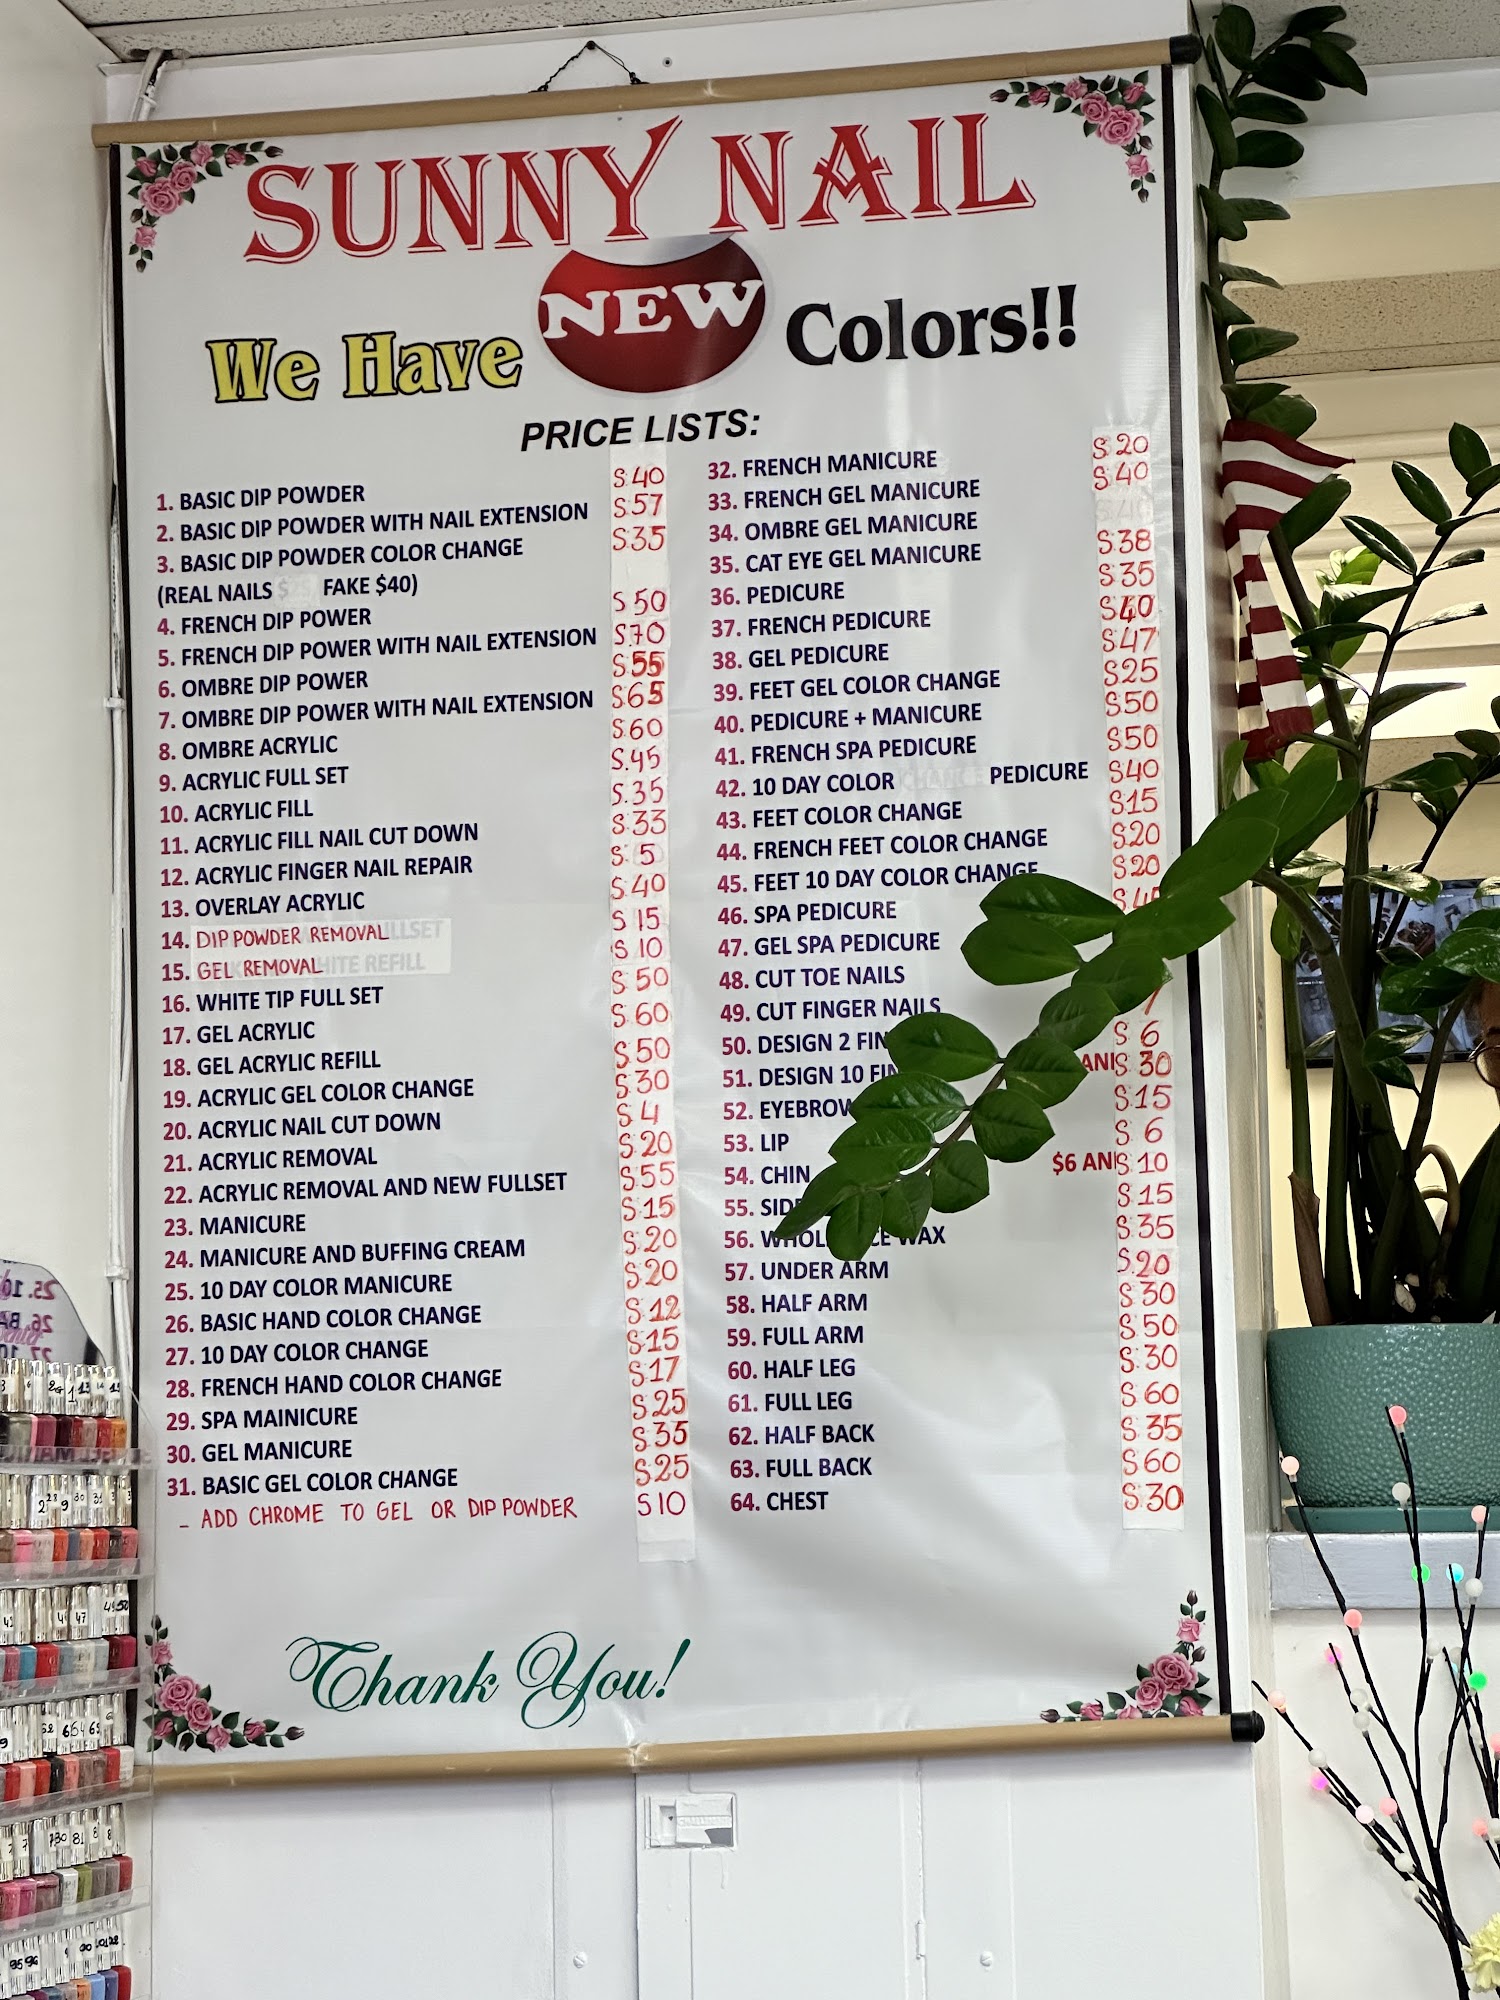 SUNNY NAIL
We Have NEW Colors!!
PRICE LISTS:
1. BASIC DIP POWDER $40
2. BASIC DIP POWDER WITH NAIL EXTENSION $57
3. BASIC DIP POWDER COLOR CHANGE $35
(REAL NAILS FAKE $40)
4. FRENCH DIP POWER $50
5. FRENCH DIP POWER WITH NAIL EXTENSION $70
6. OMBRE DIP POWER $55
7. OMBRE DIP POWER WITH NAIL EXTENSION $65
8. OMBRE ACRYLIC $60
9. ACRYLIC FULL SET $45
10. ACRYLIC FILL $35
11. ACRYLIC FILL NAIL CUT DOWN $33
12. ACRYLIC FINGER NAIL REPAIR $5
13. OVERLAY ACRYLIC $40
14. DIP POWDER REMOVAL $15
15. GEL REMOVAL $10
16. WHITE TIP FULL SET $50
17. GEL ACRYLIC $60
18. GEL ACRYLIC REFILL $50
19. ACRYLIC GEL COLOR CHANGE $30
20. ACRYLIC NAIL CUT DOWN $4
21. ACRYLIC REMOVAL $20
22. ACRYLIC REMOVAL AND NEW FULLSET $55
23. MANICURE $15
24. MANICURE AND BUFFING CREAM $20
25. 10 DAY COLOR MANICURE $20
26. BASIC HAND COLOR CHANGE $12
27. 10 DAY COLOR CHANGE $15
28. FRENCH HAND COLOR CHANGE $17
29. SPA MAINICURE $25
30. GEL MANICURE $35
31. BASIC GEL COLOR CHANGE $25
- ADD CHROME TO GEL OR DIP POWDER $10
32. FRENCH MANICURE $20
33. FRENCH GEL MANICURE $40
34. OMBRE GEL MANICURE
35. CAT EYE GEL MANICURE $38
36. PEDICURE $35
37. FRENCH PEDICURE $40
38. GEL PEDICURE $47
39. FEET GEL COLOR CHANGE $25
40. PEDICURE + MANICURE $50
41. FRENCH SPA PEDICURE $50
42. 10 DAY COLOR PEDICURE $40
43. FEET COLOR CHANGE $15
44. FRENCH FEET COLOR CHANGE $20
45. FEET 10 DAY COLOR CHANGE $20
46. SPA PEDICURE
47. GEL SPA PEDICURE
48. CUT TOE NAILS
49. CUT FINGER NAILS 7
50. DESIGN 2 FIN $6
51. DESIGN 10 FIN $30
52. EYEBROW $15
53. LIP $6
54. CHIN $6 $10
55. SIDE $15
56. WHOLE FACE WAX $35
57. UNDER ARM $20
58. HALF ARM $30
59. FULL ARM $50
60. HALF LEG $30
61. FULL LEG $60
62. HALF BACK $35
63. FULL BACK $60
64. CHEST $30
Thank You!